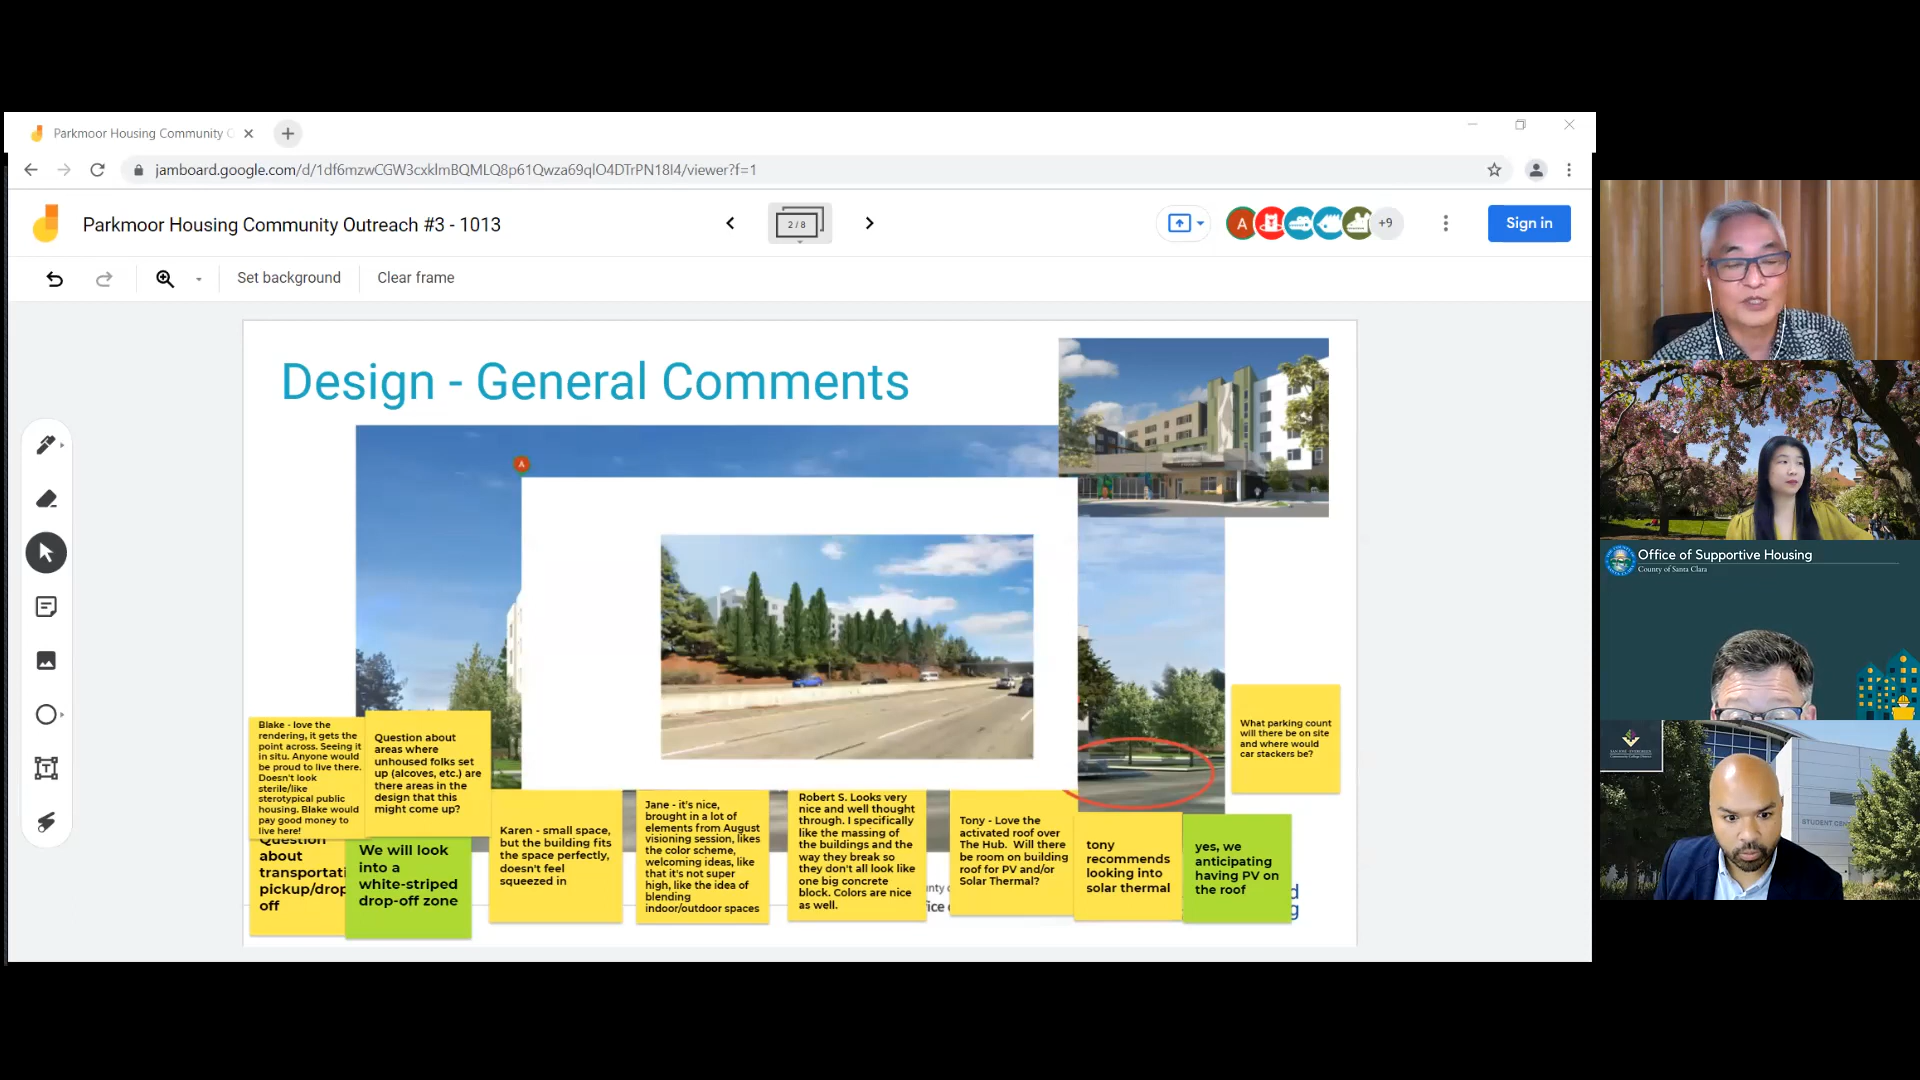 Parkmoor Housing Community O
jamboard.google.com/d/1df6mzwCGW3cxklmBQMLQ8p61Qwza69qlO4DTrPN18I4/viewer?f=1
Parkmoor Housing Community Outreach #3 - 1013
2 / 8
A
+9
Sign in
Set background
Clear frame
Design - General Comments
A
Blake - love the
rendering, it gets the
point across. Seeing it
in situ. Anyone would
be proud to live there.
Doesn't look
sterile/like
sterotypical public
housing. Blake would
pay good money to
live here!
Question about
areas where
unhoused folks set
up (alcoves, etc.) are
there areas in the
design that this
might come up?
Question
about
transportati
pickup/drop
off
We will look
into a
white-striped
drop-off zone
Karen - small space,
but the building fits
the space perfectly,
doesn't feel
squeezed in
Jane - it's nice,
brought in a lot of
elements from August
visioning session, likes
the color scheme,
welcoming ideas, like
that it's not super
high, like the idea of
blending
indoor/outdoor spaces
Robert S. Looks very
nice and well thought
through. I specifically
like the massing of
the buildings and the
way they break so
they don't all look like
one big concrete
block. Colors are nice
as well.
Tony - Love the
activated roof over
The Hub. Will there
be room on building
roof for PV and/or
Solar Thermal?
tony
recommends
looking into
solar thermal
yes, we
anticipating
having PV on
the roof
What parking count
will there be on site
and where would
car stackers be?
Office of Supportive Housing
County of Santa Clara
STUDENT CEN